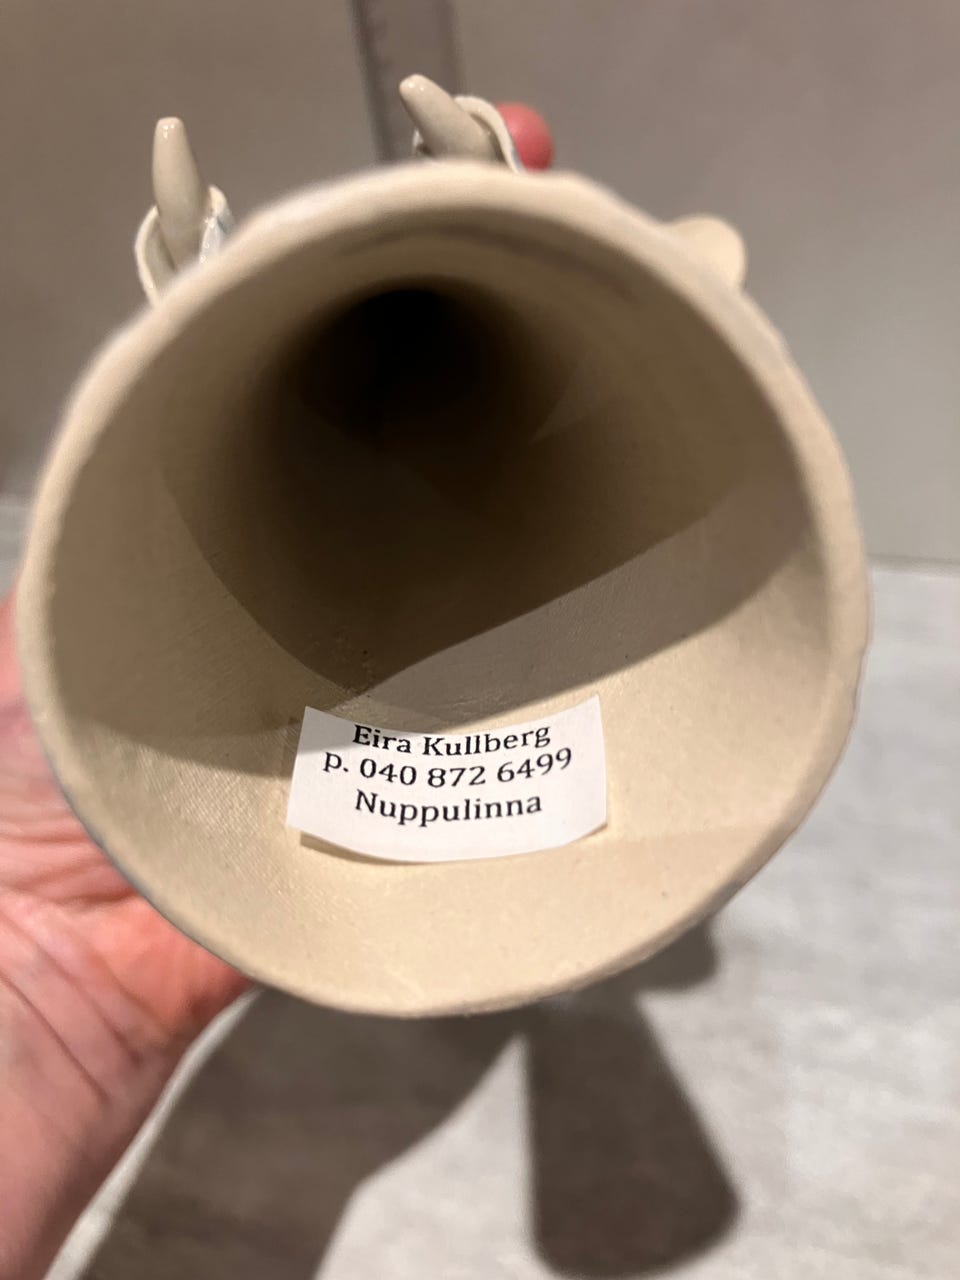 Eira Kullberg
p. 040 872 6499
Nuppulinna